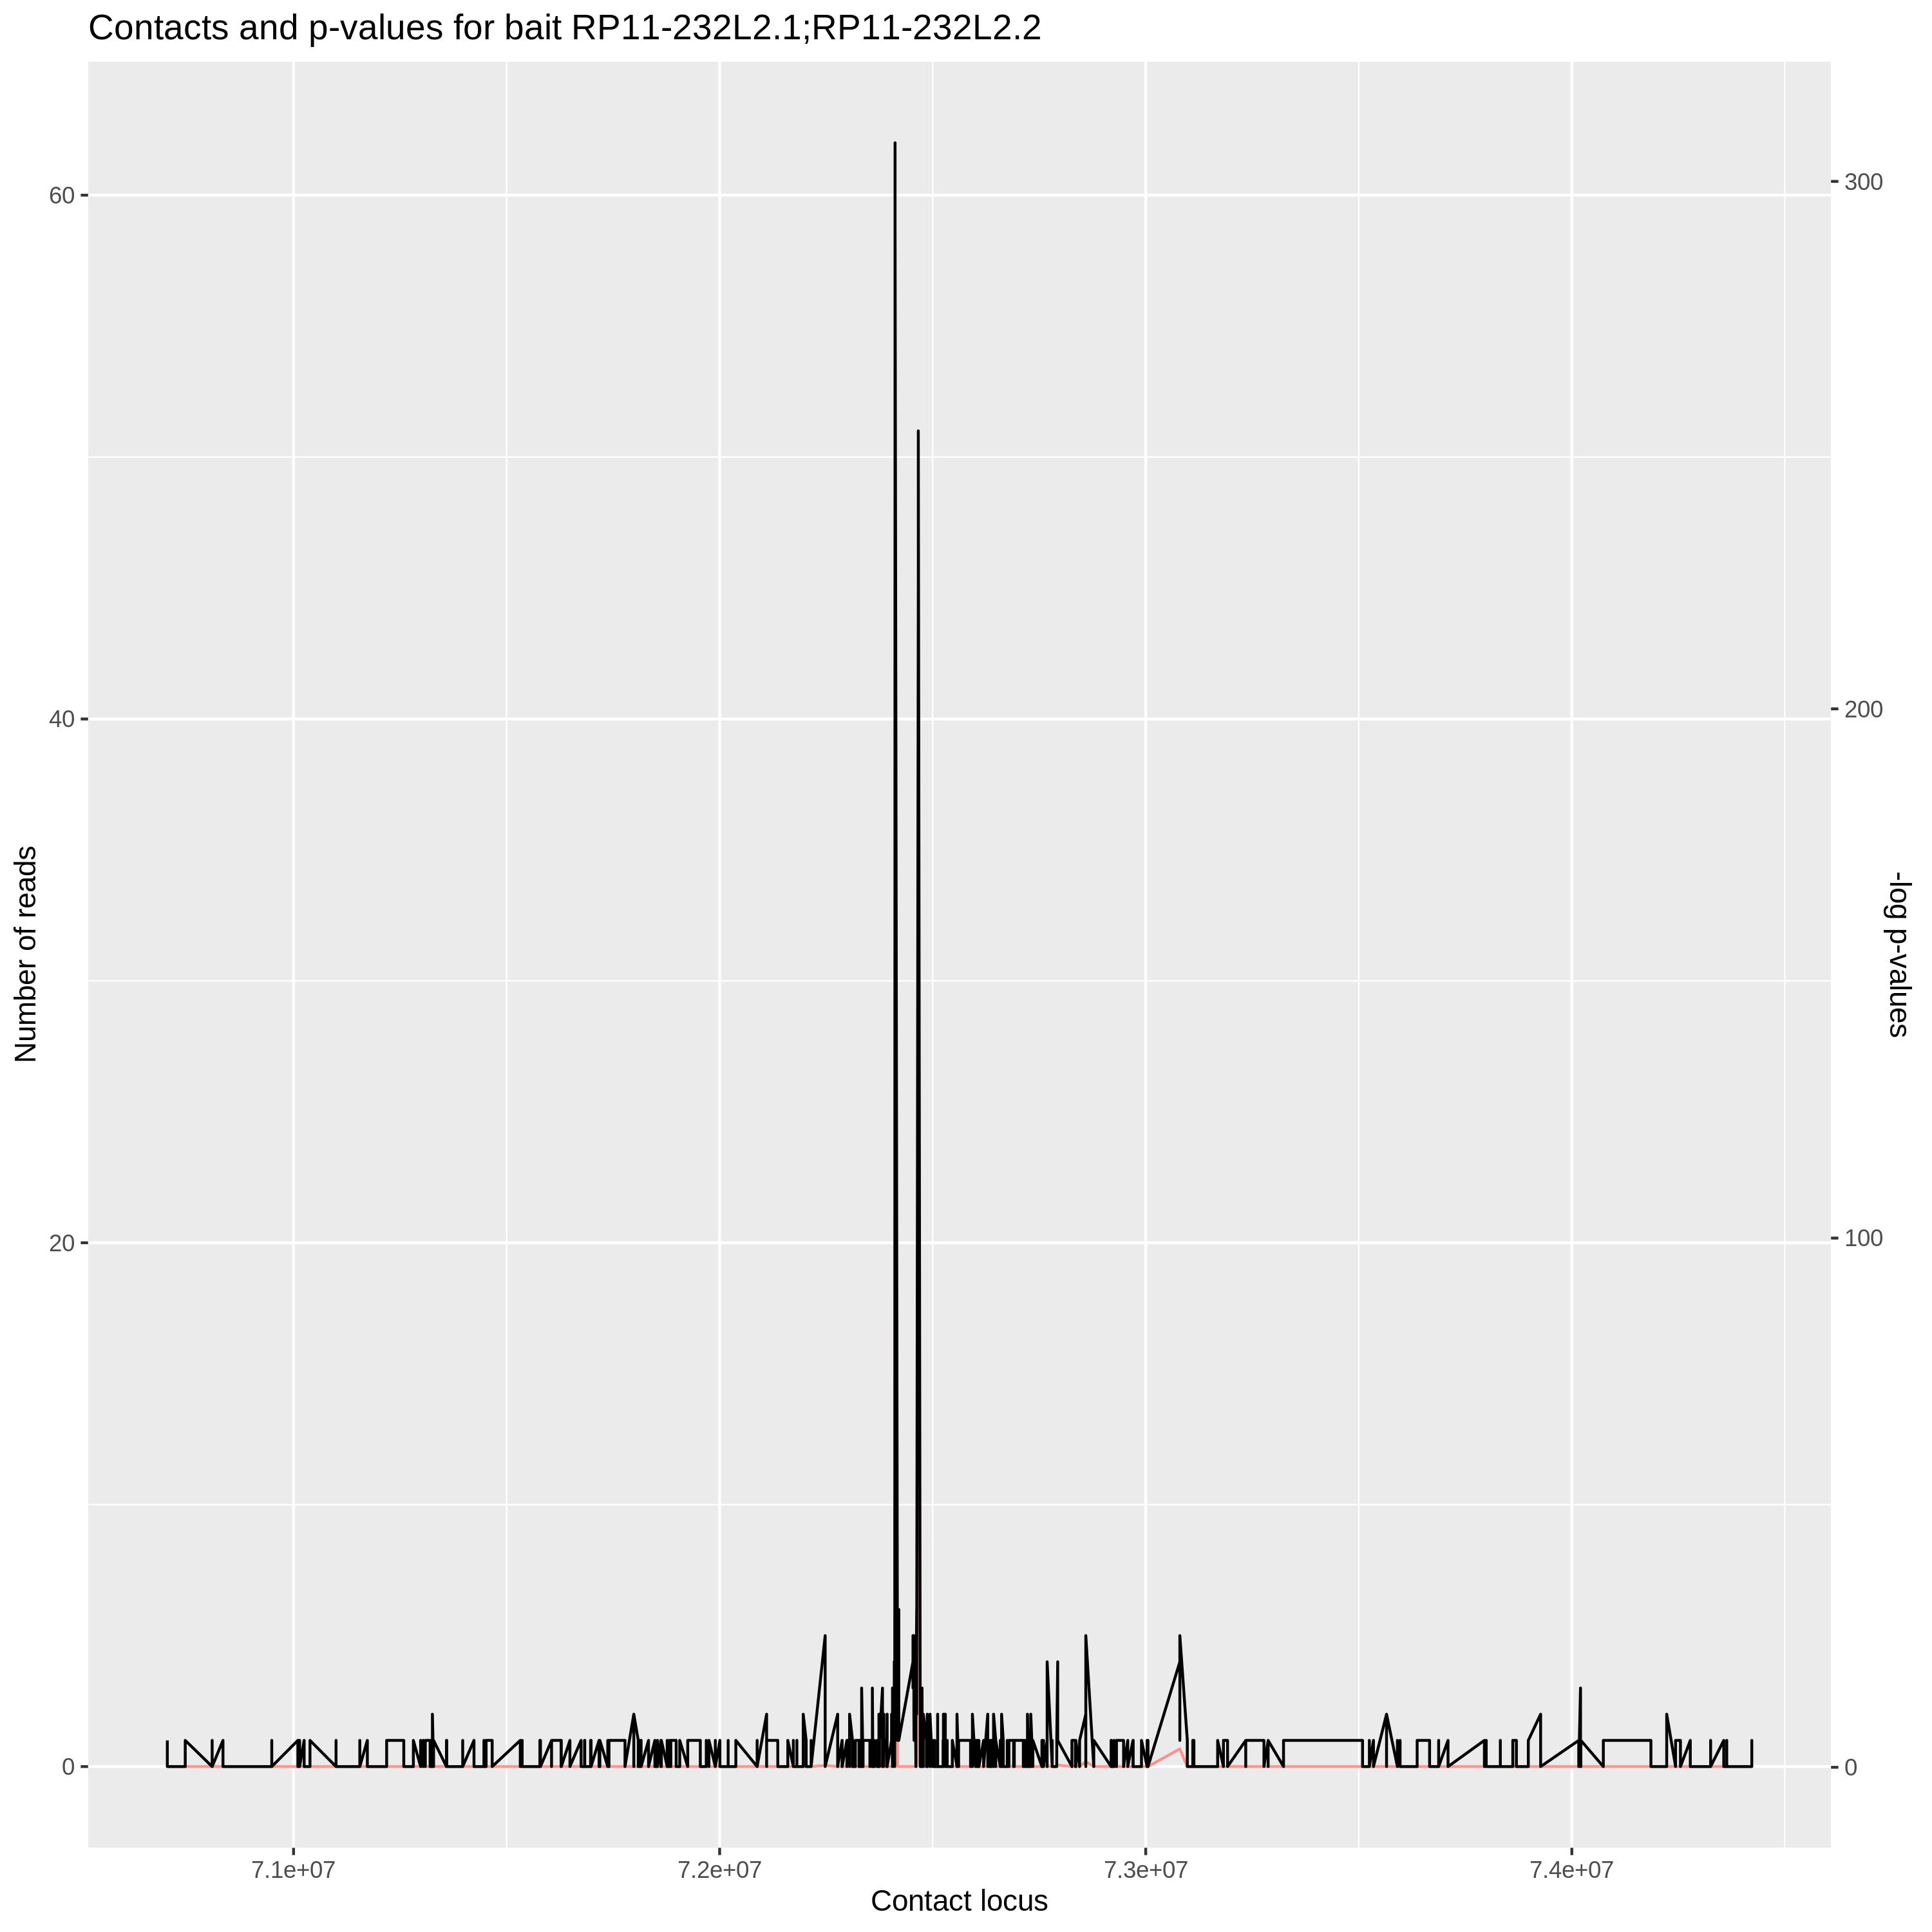 Contacts and p-values for bait RP11-232L2.1;RP11-232L2.2
60
40
20
0
300
200
100
0
Number of reads
-log p-values
7.1e+07 7.2e+07 7.3e+07 7.4e+07
Contact locus